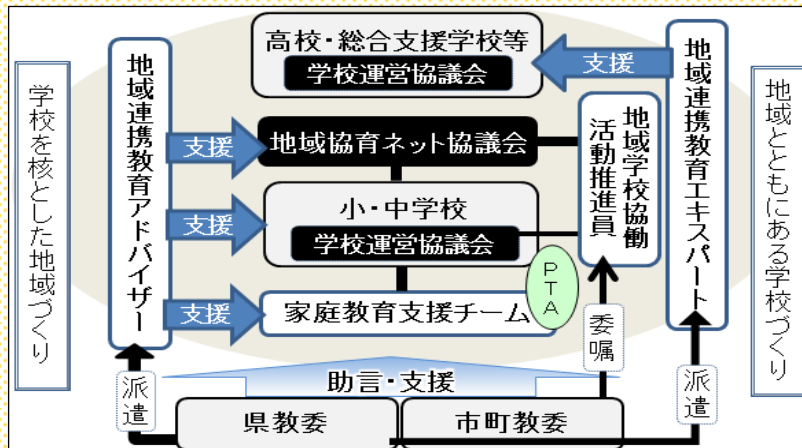 高校・総合支援学校等
学校運営協議会
支援
地域連携教育エキスパート
地域とともにある学校づくり
学校を核とした地域づくり
地域連携教育アドバイザー
支援
地域協育ネット協議会
地域学校協働
活動推進員
支援
小・中学校
学校運営協議会
支援
家庭教育支援チーム
PTA
委嘱
派遣
助言・支援
派遣
県教委
市町教委